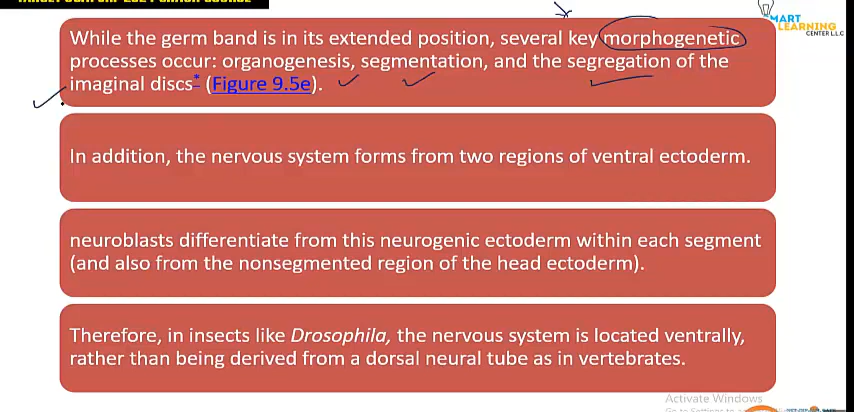 MART
LEARNING
CENTER L.L.C
While the germ band is in its extended position, several key morphogenetic
processes occur: organogenesis, segmentation, and the segregation of the
imaginal discs* (Figure 9.5e).
In addition, the nervous system forms from two regions of ventral ectoderm.
neuroblasts differentiate from this neurogenic ectoderm within each segment
(and also from the nonsegmented region of the head ectoderm).
Therefore, in insects like Drosophila, the nervous system is located ventrally,
rather than being derived from a dorsal neural tube as in vertebrates.
Activate Windows